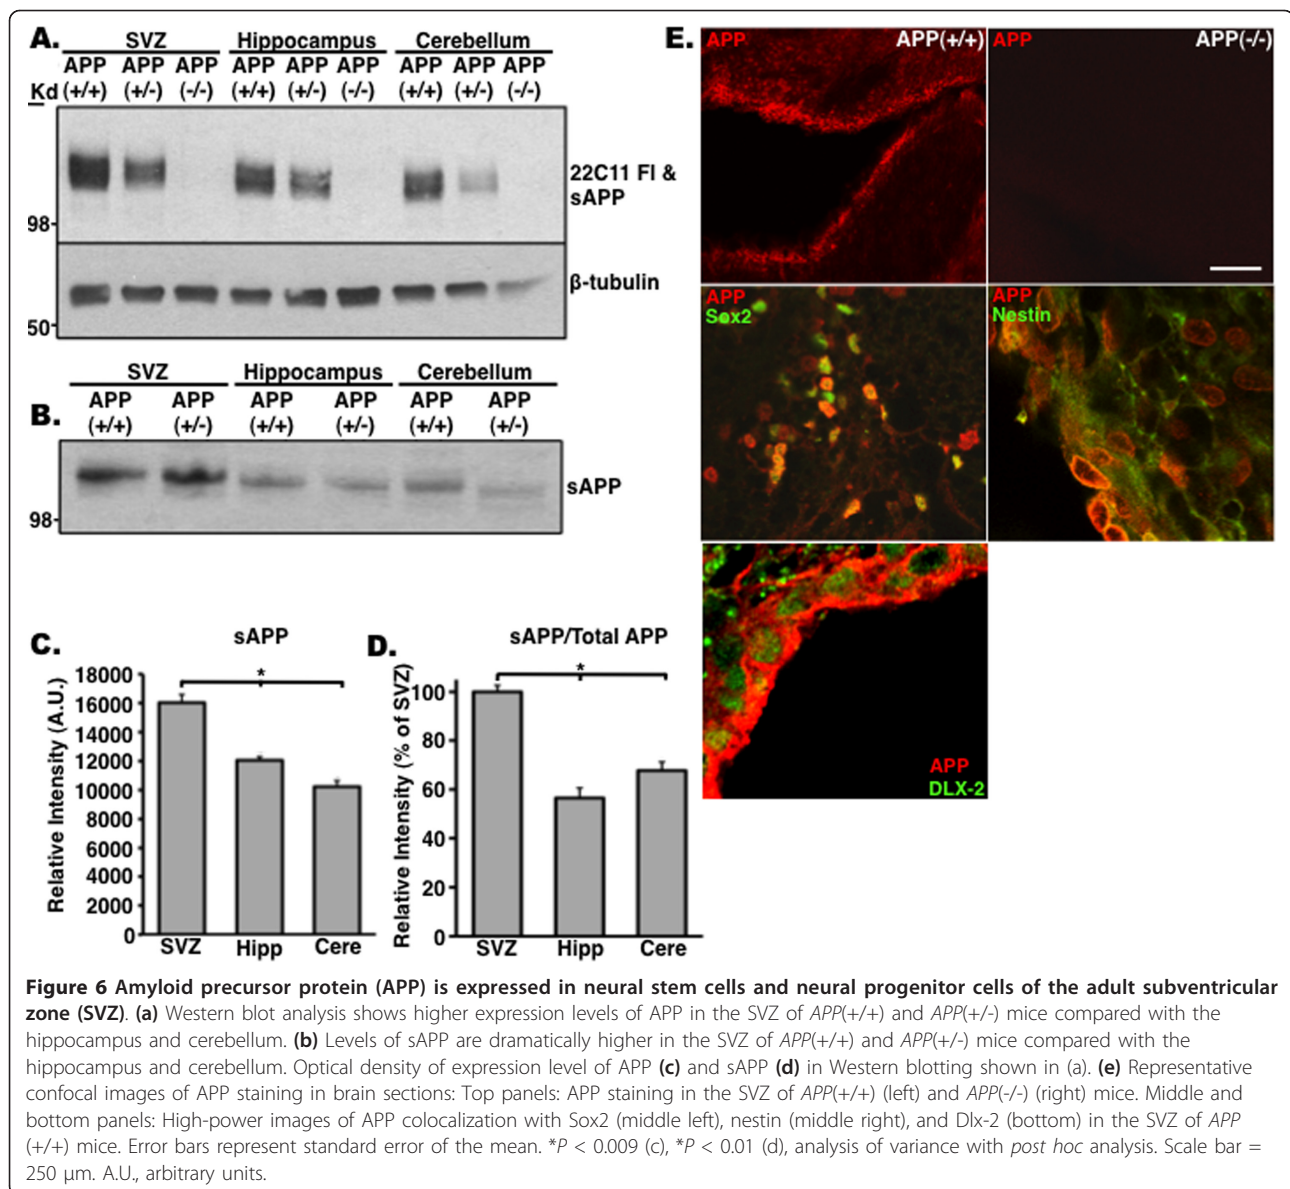 A.
SVZ Hippocampus Cerebellum
APP APP APP APP APP APP APP APP APP
Kd (+/+) (+/-) (-/-) (+/+) (+/-) (-/-) (+/+) (+/-) (-/-)
22C11 Fl &
sAPP
98-
β-tubulin
50-
B.
SVZ Hippocampus Cerebellum
APP APP APP APP APP APP
(+/+) (+/-) (+/+) (+/-) (+/+) (+/-)
sAPP
98-
C.
sAPP
*
Relative Intensity (A.U.)
18000
16000
14000
12000
10000
8000
6000
4000
2000
0
SVZ Hipp Cere
D.
sAPP/Total APP
*
Relative Intensity (% of SVZ)
100
80
60
40
20
0
SVZ Hipp Cere
E.
APP APP(+/+)
APP APP(-/-)
APP
Sox2
APP
Nestin
APP
DLX-2
Figure 6 Amyloid precursor protein (APP) is expressed in neural stem cells and neural progenitor cells of the adult subventricular
zone (SVZ). (a) Western blot analysis shows higher expression levels of APP in the SVZ of APP(+/+) and APP(+/-) mice compared with the
hippocampus and cerebellum. (b) Levels of sAPP are dramatically higher in the SVZ of APP(+/+) and APP(+/-) mice compared with the
hippocampus and cerebellum. Optical density of expression level of APP (c) and sAPP (d) in Western blotting shown in (a). (e) Representative
confocal images of APP staining in brain sections: Top panels: APP staining in the SVZ of APP(+/+) (left) and APP(-/-) (right) mice. Middle and
bottom panels: High-power images of APP colocalization with Sox2 (middle left), nestin (middle right), and Dlx-2 (bottom) in the SVZ of APP
(+/+) mice. Error bars represent standard error of the mean. *P < 0.009 (c), *P < 0.01 (d), analysis of variance with post hoc analysis. Scale bar =
250 μm. A.U., arbitrary units.